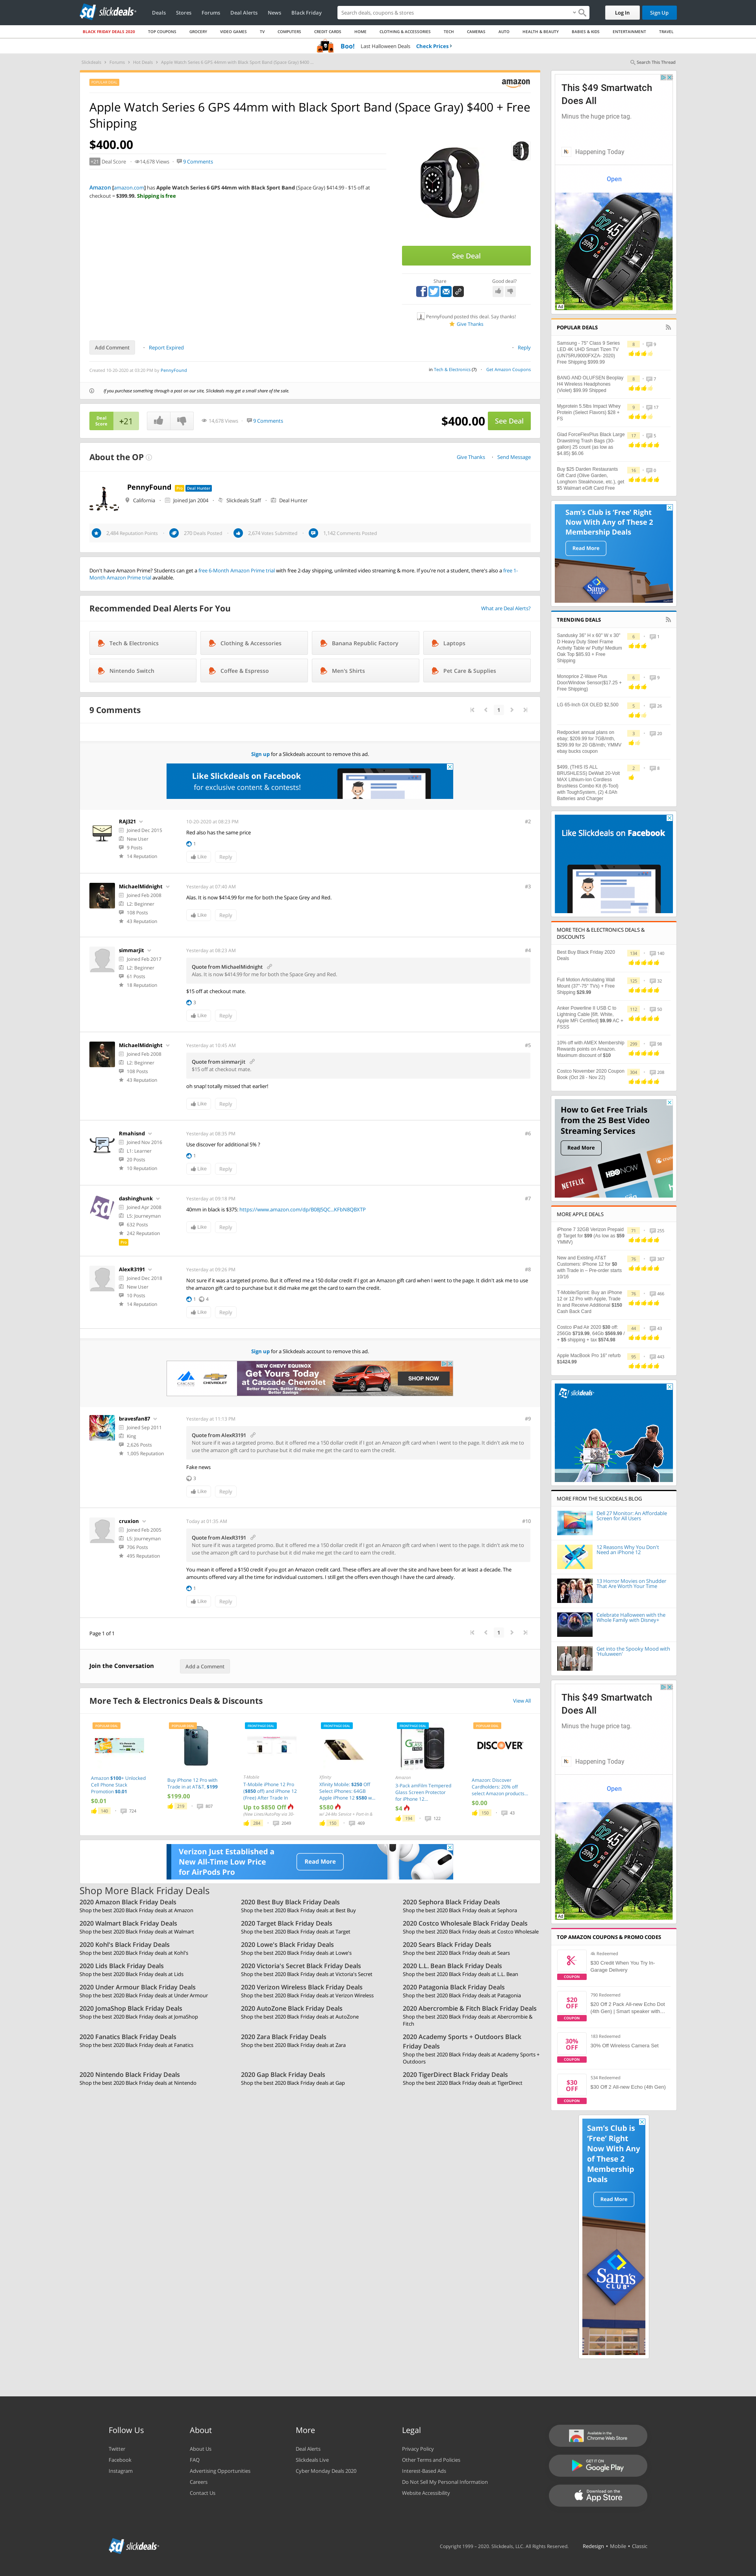 slickdeals
Deals Stores Forums Deal Alerts News Black Friday
Search deals, coupons & stores
Log In Sign Up
BLACK FRIDAY DEALS 2020 TOP COUPONS GROCERY VIDEO GAMES TV COMPUTERS CREDIT CARDS HOME CLOTHING & ACCESSORIES TECH CAMERAS AUTO HEALTH & BEAUTY BABIES & KIDS ENTERTAINMENT TRAVEL
Boo! Last Halloween Deals Check Prices
Slickdeals Forums Hot Deals Apple Watch Series 6 GPS 44mm with Black Sport Band (Space Gray) $400 ...
Search This Thread
amazon
Apple Watch Series 6 GPS 44mm with Black Sport Band (Space Gray) $400 + Free
Shipping
$400.00
+21 Deal Score 14,678 Views 9 Comments
Amazon [amazon.com] has Apple Watch Series 6 GPS 44mm with Black Sport Band (Space Gray) $414.99 - $15 off at
checkout = $399.99. Shipping is free
See Deal
Share Good deal?
PennyFound posted this deal. Say thanks!
Give Thanks
Add Comment Report Expired Reply
Created 10-20-2020 at 03:20 PM by PennyFound
in Tech & Electronics (7) Get Amazon Coupons
If you purchase something through a post on our site, Slickdeals may get a small share of the sale.
Deal
Score +21
14,678 Views 9 Comments
$400.00 See Deal
About the OP
Give Thanks Send Message
PennyFound Pro Deal Hunter
California Joined Jan 2004 Slickdeals Staff Deal Hunter
2,484 Reputation Points 270 Deals Posted 2,674 Votes Submitted 1,142 Comments Posted
Don't have Amazon Prime? Students can get a free 6-Month Amazon Prime trial with free 2-day shipping, unlimited video streaming & more. If you're not a student, there's also a free 1-
Month Amazon Prime trial available.
Recommended Deal Alerts For You
What are Deal Alerts?
Tech & Electronics Clothing & Accessories Banana Republic Factory Laptops
Nintendo Switch Coffee & Espresso Men's Shirts Pet Care & Supplies
9 Comments
1
Sign up for a Slickdeals account to remove this ad.
Like Slickdeals on Facebook
for exclusive content & contests!
RAJ321
Joined Dec 2015
New User
9 Posts
14 Reputation
10-20-2020 at 09:23 PM #2
Red also has the same price
1
Like Reply
MichaelMidnight
Joined Feb 2008
L2: Beginner
108 Posts
43 Reputation
Yesterday at 07:40 AM #3
Alas. It is now $414.99 for me for both the Space Grey and Red.
Like Reply
simmarjit
Joined Feb 2017
L2: Beginner
61 Posts
18 Reputation
Yesterday at 08:23 AM #4
Quote from MichaelMidnight
Alas. It is now $414.99 for me for both the Space Grey and Red.
$15 off at checkout mate.
3
Like Reply
MichaelMidnight
Joined Feb 2008
L2: Beginner
108 Posts
43 Reputation
Yesterday at 10:45 AM #5
Quote from simmarjit
$15 off at checkout mate.
oh snap! totally missed that earlier!
Like Reply
Rmahisnd
Joined Nov 2016
L1: Learner
20 Posts
10 Reputation
Yesterday at 08:35 PM #6
Use discover for additional 5% ?
1
Like Reply
dashinghunk
Joined Apr 2008
L5: Journeyman
632 Posts
242 Reputation
Pro
Yesterday at 09:19 PM #7
40mm in black is $375: https://www.amazon.com/dp/B08J5QC...KF6N8QBXTP
Like Reply
AlexR3191
Joined Dec 2018
New User
10 Posts
14 Reputation
Yesterday at 09:26 PM #8
Not sure if it was a targeted promo. But it offered me a 150 dollar credit if I got an Amazon gift card when I went to the page. It didn't ask me to use
the amazon gift card to purchase but it did make me get the card to earn the credit.
1 4
Like Reply
Sign up for a Slickdeals account to remove this ad.
CASCADE CHEVROLET
NEW CHEVY EQUINOX
Get Yours Today
at Cascade Chevrolet
Better Reviews, Better Experiences, Better Savings
SHOP NOW
bravesfan87
Joined Sep 2011
King
2,626 Posts
1,005 Reputation
Yesterday at 11:13 PM #9
Quote from AlexR3191
Not sure if it was a targeted promo. But it offered me a 150 dollar credit if I got an Amazon gift card when I went to the page. It didn't ask me to
use the amazon gift card to purchase but it did make me get the card to earn the credit.
Fake news
3
Like Reply
cruxion
Joined Feb 2005
L5: Journeyman
796 Posts
495 Reputation
Today at 01:35 AM #10
Quote from AlexR3191
Not sure if it was a targeted promo. But it offered me a 150 dollar credit if I got an Amazon gift card when I went to the page. It didn't ask me to
use the amazon gift card to purchase but it did make me get the card to earn the credit.
You mean it offered a $150 credit if you got an Amazon credit card. These offers are all over the site and have been for at least a decade. The
amounts offered vary all the time for individual customers. I still get the offers even though I have the card already.
1
Like Reply
Page 1 of 1 1
Join the Conversation Add a Comment
More Tech & Electronics Deals & Discounts
View All
Amazon $100+ Unlocked
Cell Phone Stack
Promotion $0.01
$0.01
140 724
Buy iPhone 12 Pro with
Trade in at AT&T. $199
$199.00
219 807
T-Mobile
T-Mobile iPhone 12 Pro
($850 off) and iPhone 12
(Free) After Trade in
Up to $850 Off
284 2049
Xfinity
Xfinity Mobile: $250 Off
Select iPhones: 64GB
Apple iPhone 12 $580 w...
$580
150 469
Amazon
3-Pack amFilm Tempered
Glass Screen Protector
for iPhone 12...
$4
194 122
DISCOVER
Amazon: Discover
Cardholders: 20% off
select Amazon products...
$0.00
150 43
Verizon Just Established a
New All-Time Low Price
for AirPods Pro
Read More
Shop More Black Friday Deals
2020 Amazon Black Friday Deals
Shop the best 2020 Black Friday deals at Amazon
2020 Best Buy Black Friday Deals
Shop the best 2020 Black Friday deals at Best Buy
2020 Sephora Black Friday Deals
Shop the best 2020 Black Friday deals at Sephora
2020 Walmart Black Friday Deals
Shop the best 2020 Black Friday deals at Walmart
2020 Target Black Friday Deals
Shop the best 2020 Black Friday deals at Target
2020 Costco Wholesale Black Friday Deals
Shop the best 2020 Black Friday deals at Costco Wholesale
2020 Kohl's Black Friday Deals
Shop the best 2020 Black Friday deals at Kohl's
2020 Lowe's Black Friday Deals
Shop the best 2020 Black Friday deals at Lowe's
2020 Sears Black Friday Deals
Shop the best 2020 Black Friday deals at Sears
2020 Lids Black Friday Deals
Shop the best 2020 Black Friday deals at Lids
2020 Victoria's Secret Black Friday Deals
Shop the best 2020 Black Friday deals at Victoria's Secret
2020 L.L. Bean Black Friday Deals
Shop the best 2020 Black Friday deals at L.L. Bean
2020 Under Armour Black Friday Deals
Shop the best 2020 Black Friday deals at Under Armour
2020 Verizon Wireless Black Friday Deals
Shop the best 2020 Black Friday deals at Verizon Wireless
2020 Patagonia Black Friday Deals
Shop the best 2020 Black Friday deals at Patagonia
2020 JomaShop Black Friday Deals
Shop the best 2020 Black Friday deals at JomaShop
2020 AutoZone Black Friday Deals
Shop the best 2020 Black Friday deals at AutoZone
2020 Abercrombie & Fitch Black Friday Deals
Shop the best 2020 Black Friday deals at Abercrombie &
Fitch
2020 Fanatics Black Friday Deals
Shop the best 2020 Black Friday deals at Fanatics
2020 Zara Black Friday Deals
Shop the best 2020 Black Friday deals at Zara
2020 Academy Sports + Outdoors Black
Friday Deals
Shop the best 2020 Black Friday deals at Academy Sports +
Outdoors
2020 Nintendo Black Friday Deals
Shop the best 2020 Black Friday deals at Nintendo
2020 Gap Black Friday Deals
Shop the best 2020 Black Friday deals at Gap
2020 TigerDirect Black Friday Deals
Shop the best 2020 Black Friday deals at TigerDirect
This $49 Smartwatch
Does All
Minus the huge price tag.
Happening Today
Open
Ad
POPULAR DEALS
Samsung - 75" Class 9 Series
LED 4K UHD Smart Tizen TV
(UN75RU9000FXZA- 2020)
Free Shipping $999.99
8 9
BANG AND OLUFSEN Beoplay
H4 Wireless Headphones
(Violet) $99.99 Shipped
8 7
Myprotein 5.5lbs Impact Whey
Protein (Select Flavors) $28 +
FS
9 17
Glad ForceFlexPlus Black Large
Drawstring Trash Bags (30-
gallon) 25 count (as low as
$4.85) $6.06
17 5
Buy $25 Darden Restaurants
Gift Card (Olive Garden,
Longhorn Steakhouse, etc.), get
$5 Walmart eGift Card Free
16 5
Sam's Club is 'Free' Right
Now With Any of These 2
Membership Deals
Read More
TRENDING DEALS
Sandusky 36" H x 60" W x 30"
D Heavy Duty Steel Frame
Activity Table w/ Putty/ Medium
Oak Top $95.93 + Free
Shipping
6 1
Monoprice Z-Wave Plus
Door/Window Sensor($17.25 +
Free Shipping)
6 9
LG 65-inch GX OLED $2,500
5 26
Redpocket annual plans on
ebay: $209.99 for 7GB/mth,
$299.99 for 20 GB/mth; YMMV
ebay bucks coupon
3 20
$499, (THIS IS ALL
BRUSHLESS) DeWalt 20-Volt
MAX Lithium-Ion Cordless
Brushless Combo Kit (6-Tool)
with ToughSystem, (2) 4.0Ah
Batteries and Charger
2 8
Like Slickdeals on Facebook
MORE TECH & ELECTRONICS DEALS &
DISCOUNTS
Best Buy Black Friday 2020
Deals
134 140
Full Motion Articulating Wall
Mount (37"-75" TVs) + Free
Shipping $29.99
125 32
Anker Powerline II USB C to
Lightning Cable [6ft. White,
Apple MFi Certified] $9.99 AC +
FSSS
112 50
10% off with AMEX Membership
Rewards points on Amazon.
Maximum discount of $10
299 98
Costco November 2020 Coupon
Book (Oct 28 - Nov 22)
304 208
How to Get Free Trials
from the 25 Best Video
Streaming Services
Read More
NETFLIX HBONOW
MORE APPLE DEALS
iPhone 7 32GB Verizon Prepaid
@ Target for $99 (As low as $59
YMMV)
71 255
New and Existing AT&T
Customers: iPhone 12 for $0
with Trade in – Pre-order starts
10/16
76 387
T-Mobile/Sprint: Buy an iPhone
12 or 12 Pro with Apple, Trade
In and Receive Additional $150
Cash Back Card
76 466
Costco iPad Air 2020 $30 off:
256Gb $719.99, 64Gb $569.99 /
+ $5 shipping + tax $574.98
44 43
Apple MacBook Pro 16" refurb
$1424.99
95 443
slickdeals
MORE FROM THE SLICKDEALS BLOG
Dell 27 Monitor: An Affordable
Screen for All Users
12 Reasons Why You Don't
Need an iPhone 12
13 Horror Movies on Shudder
That Are Worth Your Time
Celebrate Halloween with the
Whole Family with Disney+
Get into the Spooky Mood with
'Huluween'
This $49 Smartwatch
Does All
Minus the huge price tag.
Happening Today
Open
Ad
TOP AMAZON COUPONS & PROMO CODES
4k Redeemed
$30 Credit When You Try In-
Garage Delivery
COUPON
$20
OFF
COUPON
790 Redeemed
$20 Off 2 Pack All-new Echo Dot
(4th Gen) | Smart speaker with...
30%
OFF
COUPON
183 Redeemed
30% Off Wireless Camera Set
$30
OFF
COUPON
534 Redeemed
$30 Off 2 All-new Echo (4th Gen)
Sam's Club is
'Free' Right
Now With Any
of These 2
Membership
Deals
Read More
Sam's
CLUB
Follow Us
Twitter
Facebook
Instagram
About
About Us
FAQ
Advertising Opportunities
Careers
Contact Us
More
Deal Alerts
Slickdeals Live
Cyber Monday Deals 2020
Legal
Privacy Policy
Other Terms and Policies
Interest-Based Ads
Do Not Sell My Personal Information
Website Accessibility
Available in the
Chrome Web Store
GET IT ON
Google Play
Download on the
App Store
slickdeals
Copyright 1999 - 2020. Slickdeals, LLC. All Rights Reserved. Redesign • Mobile • Classic